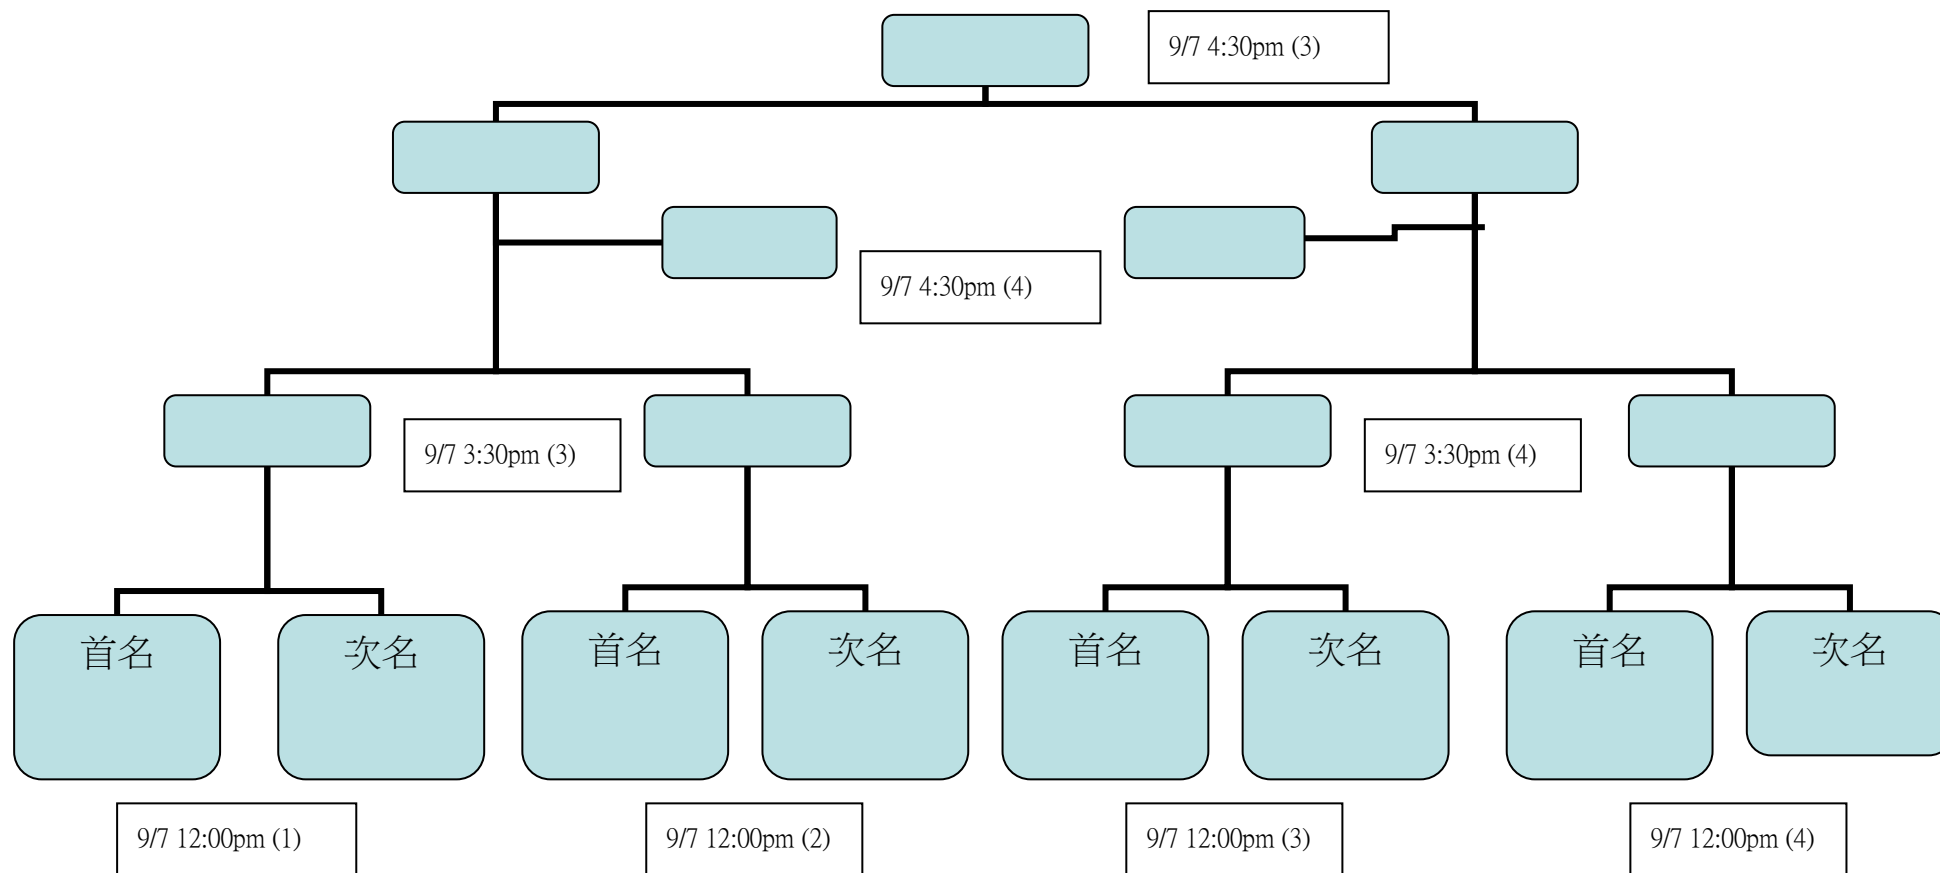 9/7 4:30pm (3)
9/7 4:30pm (4)
9/7 3:30pm (3)
9/7 3:30pm (4)
首名
次名
首名
次名
首名
次名
首名
次名
9/7 12:00pm (1)
9/7 12:00pm (2)
9/7 12:00pm (3)
9/7 12:00pm (4)